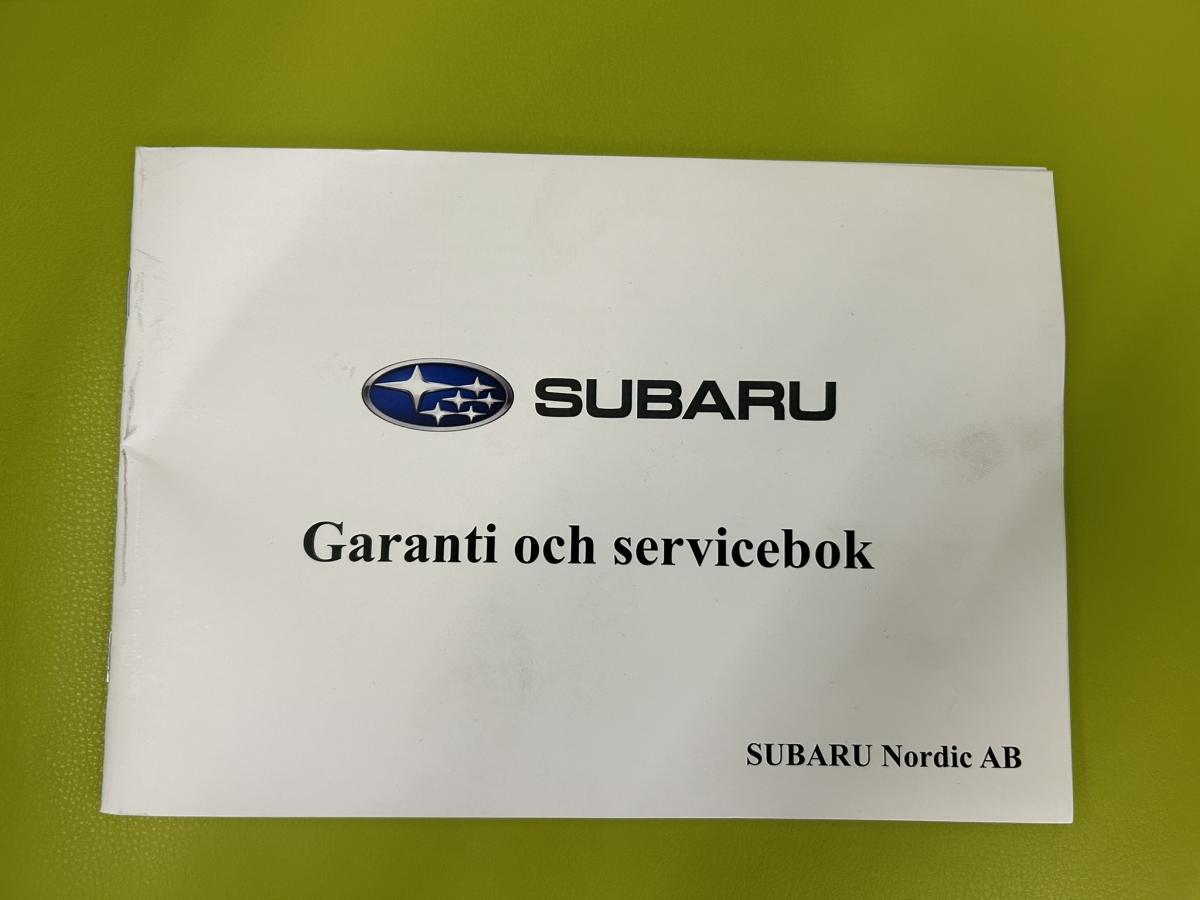 SUBARU
Garanti och servicebok
SUBARU Nordic AB